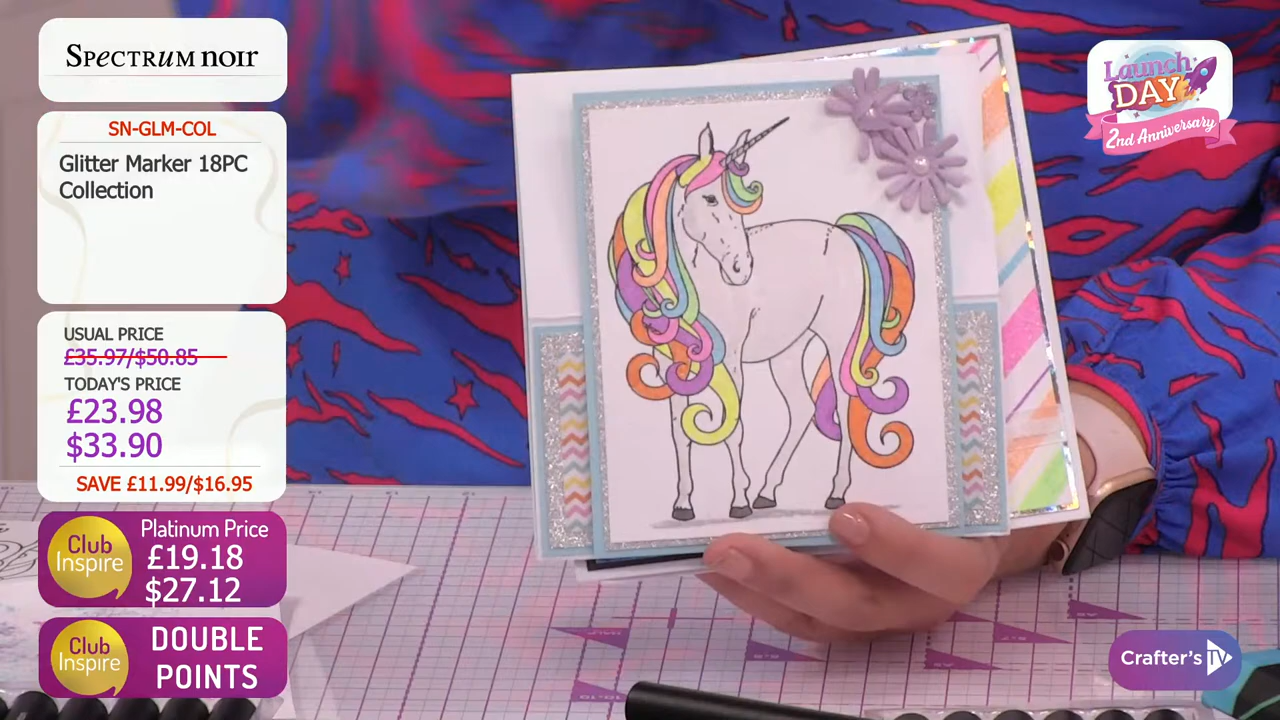 Spectrum noir
SN-GLM-COL
Glitter Marker 18PC
Collection
USUAL PRICE
£35.97/$50.85
TODAY'S PRICE
£23.98
$33.90
SAVE £11.99/$16.95
Club
Inspire
Platinum Price
£19.18
$27.12
Club
Inspire
DOUBLE
POINTS
Launch
DAY
2nd Anniversary
Crafter's TV